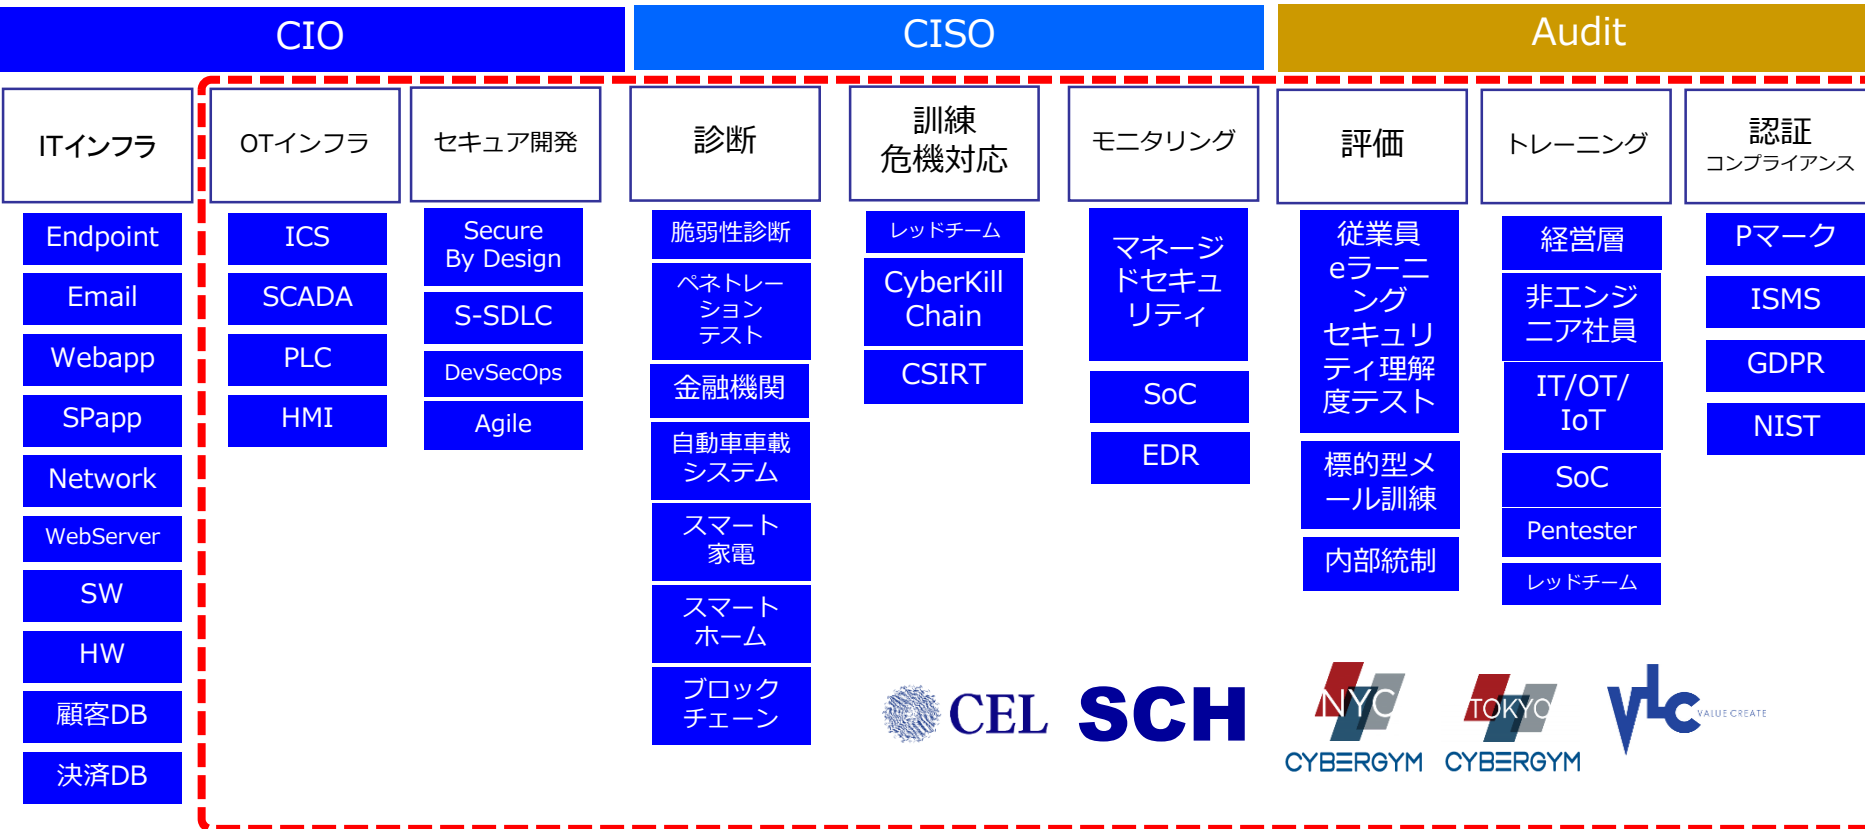 CIO
CISO
Audit
ITインフラ
OTインフラ
セキュア開発
診断
訓練
危機対応
モニタリング
評価
トレーニング
認証
コンプライアンス
Endpoint
Email
Webapp
SPapp
Network
WebServer
SW
HW
顧客DB
決済DB
ICS
SCADA
PLC
HMI
Secure
By Design
S-SDLC
DevSecOps
Agile
脆弱性診断
ペネトレー
ション
テスト
金融機関
自動車車載
システム
スマート
家電
スマート
ホーム
ブロック
チェーン
レッドチーム
CyberKill
Chain
CSIRT
マネージ
ドセキュ
リティ
SoC
EDR
従業員
eラーニ
ング
セキュリ
ティ理解
度テスト
標的型メ
ール訓練
内部統制
経営層
非エンジ
ニア社員
IT/OT/
IoT
SoC
Pentester
レッドチーム
Pマーク
ISMS
GDPR
NIST
CEL
SCH
NYC
CYBERGYM
TOKYO
CYBERGYM
VLC
VALUE CREATE